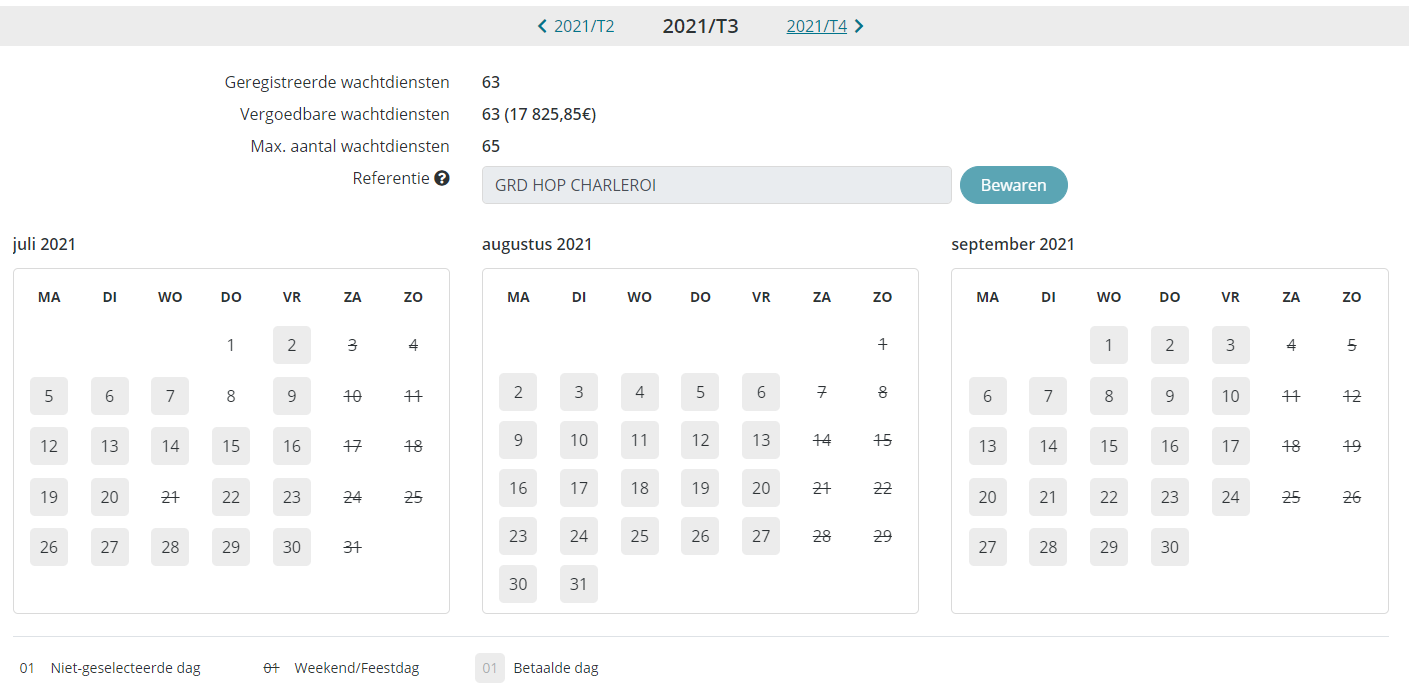 2021/T2 2021/T3 2021/T4
Geregistreerde wachtdiensten 63
Vergoedbare wachtdiensten 63 (17 825,85€)
Max. aantal wachtdiensten 65
Referentie ? GRD HOP CHARLEROI Bewaren
juli 2021
MA DI WO DO VR ZA ZO
1 2 3 4
5 6 7 8 9 10 11
12 13 14 15 16 17 18
19 20 21 22 23 24 25
26 27 28 29 30 31
augustus 2021
MA DI WO DO VR ZA ZO
1
2 3 4 5 6 7 8
9 10 11 12 13 14 15
16 17 18 19 20 21 22
23 24 25 26 27 28 29
30 31
september 2021
MA DI WO DO VR ZA ZO
1 2 3 4 5
6 7 8 9 10 11 12
13 14 15 16 17 18 19
20 21 22 23 24 25 26
27 28 29 30
01 Niet-geselecteerde dag 01 Weekend/Feestdag 01 Betaalde dag